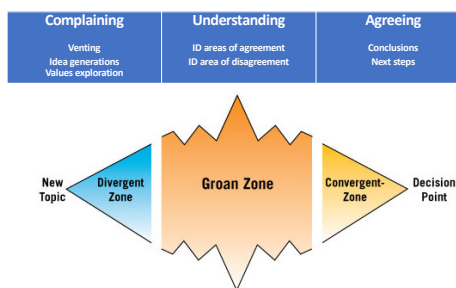 Complaining
Venting
Idea generations
Values exploration
Understanding
ID areas of agreement
ID area of disagreement
Agreeing
Conclusions
Next steps
New
Topic
Divergent
Zone
Groan Zone
Convergent-
Zone
Decision
Point